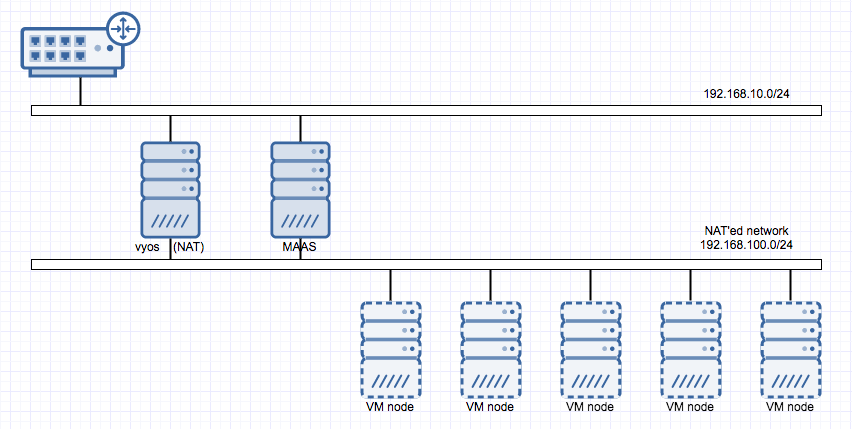 192.168.10.0/24
vyos (NAT)
MAAS
NAT'ed network
192.168.100.0/24
VM node
VM node
VM node
VM node
VM node